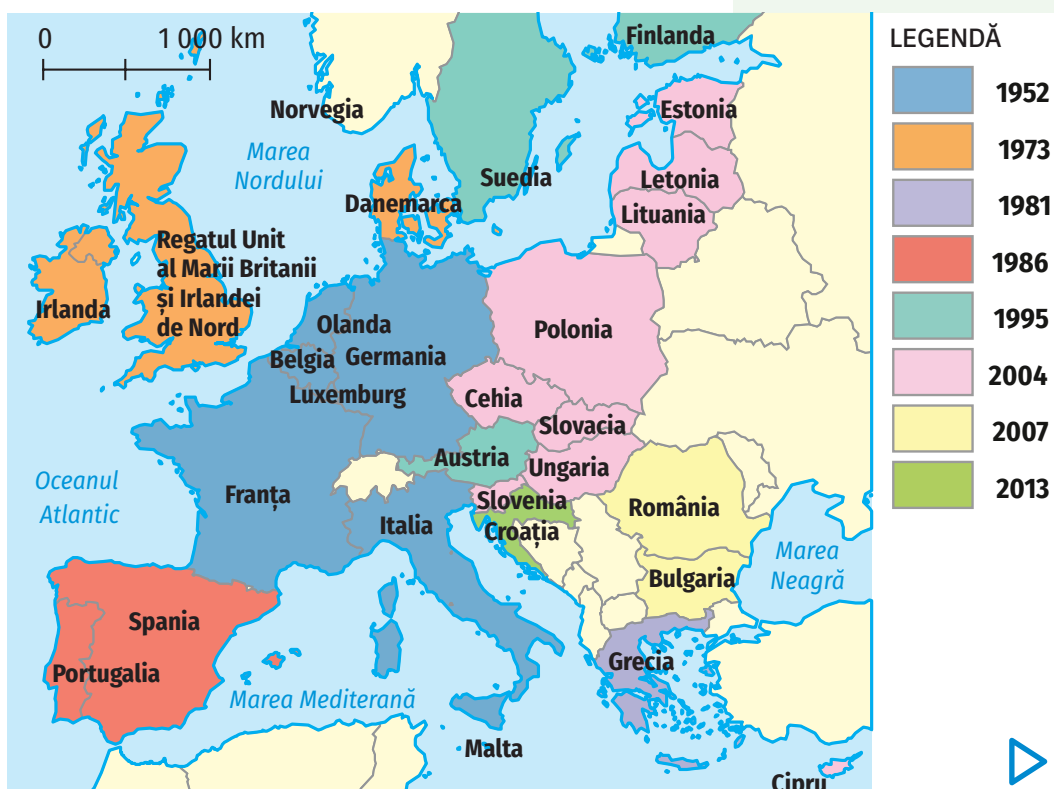 0 1 000 km
Finlanda
Norvegia
Estonia
Marea
Nordului
Suedia
Letonia
Danemarca
Lituania
Regatul Unit
al Marii Britanii
și Irlandei
de Nord
Irlanda
Olanda
Polonia
Belgia
Germania
Luxemburg
Cehia
Slovacia
Austria
Ungaria
Oceanul
Atlantic
Franța
Slovenia
România
Italia
Croația
Marea
Neagră
Bulgaria
Spania
Grecia
Portugalia
Marea Mediterană
Malta
Cipru
LEGENDĂ
1952
1973
1981
1986
1995
2004
2007
2013